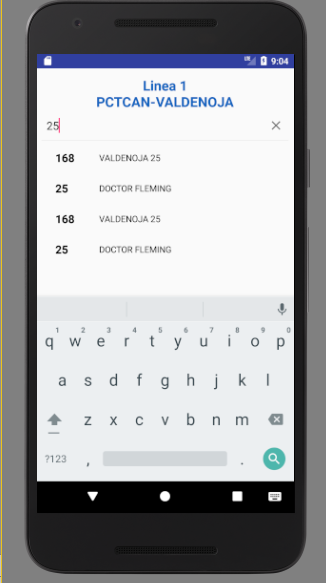 9:04
Linea 1
PCTCAN-VALDENOJA
25
168 VALDENOJA 25
25 DOCTOR FLEMING
168 VALDENOJA 25
25 DOCTOR FLEMING
1 2 3 4 5 6 7 8 9 0
q w e r t y u i o p
a s d f g h j k l
z x c v b n m
?123 , .